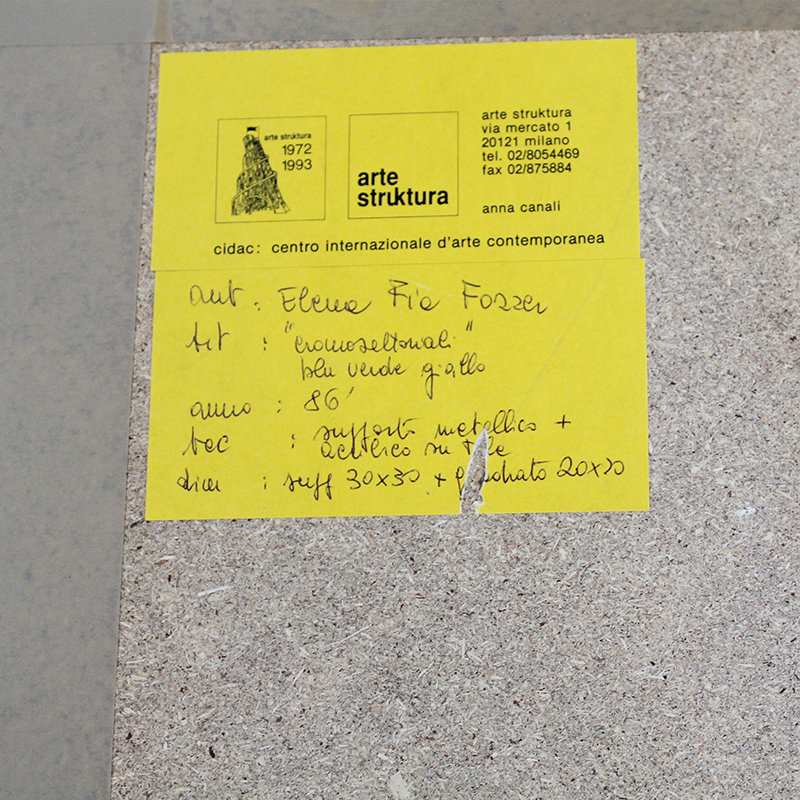 arte struktura
1972
1993
arte
struktura
arte struktura
via mercato 1
20121 milano
tel. 02/8054469
fax 02/875884
anna canali
cidac: centro internazionale d'arte contemporanea
aut. : Elena Fia Fozzer
tit : "cromosettoriali"
blu verde giallo
anno : 86'
tec : supporto metallico +
acrilico su tela
dim : supp 30x30 + quadrato 20x20